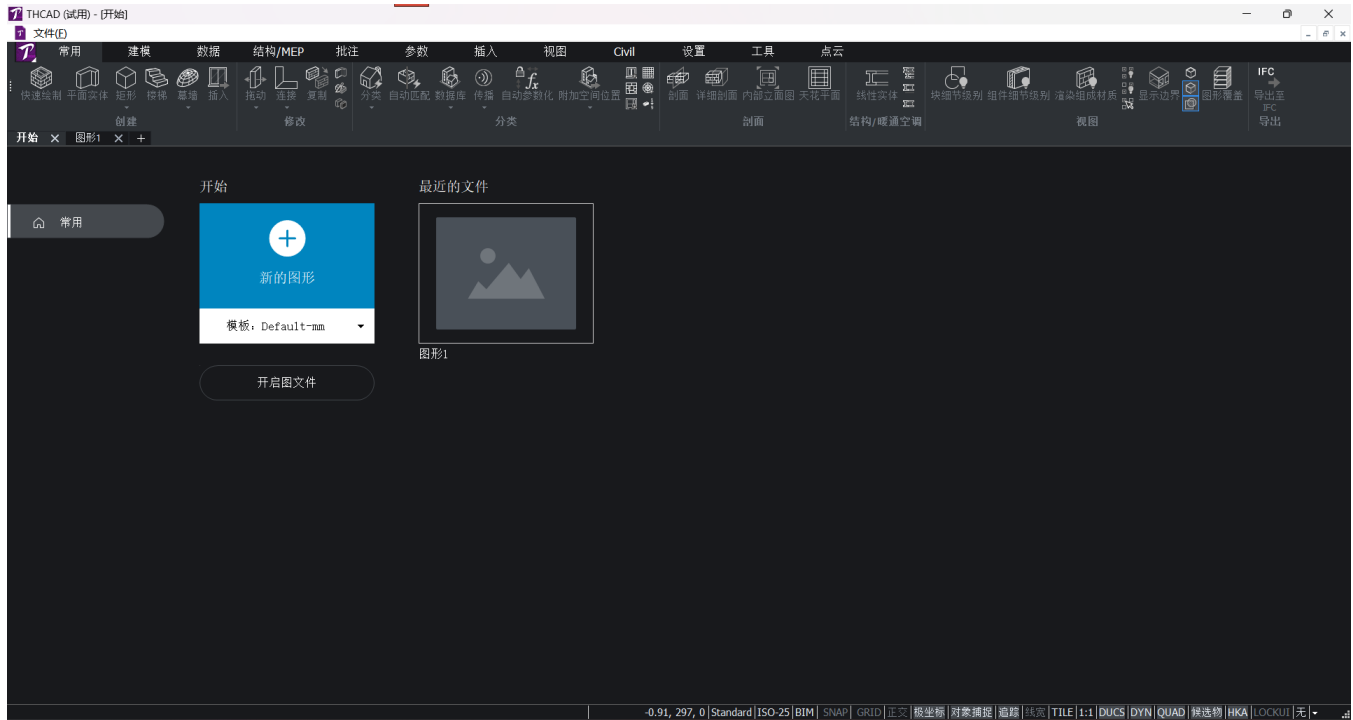 THCAD (试用) - [开始]
文件(F)
常用 建模 数据 结构/MEP 批注 参数 插入 视图 Civil 设置 工具 点云
快速绘制 平面实体 矩形 楼梯 幕墙 插入 拖动 连接 复制 分类 自动匹配 数据库 传播 自动参数化 附加空间位置 剖面 详细剖面 内部立面图 天花平面 线性实体 块细节级别 组件细节级别 渲染组成材质 显示边界 图形覆盖 IFC 导出至 IFC
创建 修改 分类 剖面 结构/暖通空调 视图 导出
开始 图形1
开始 最近的文件
常用
新的图形
模板: Default-mm
图形1
开启图文件
-0.91, 297, 0 Standard ISO-25 BIM SNAP GRID 正交 极坐标 对象捕捉 追踪 线宽 TILE 1:1 DUCS DYN QUAD 候选物 HKA LOCKUI 无